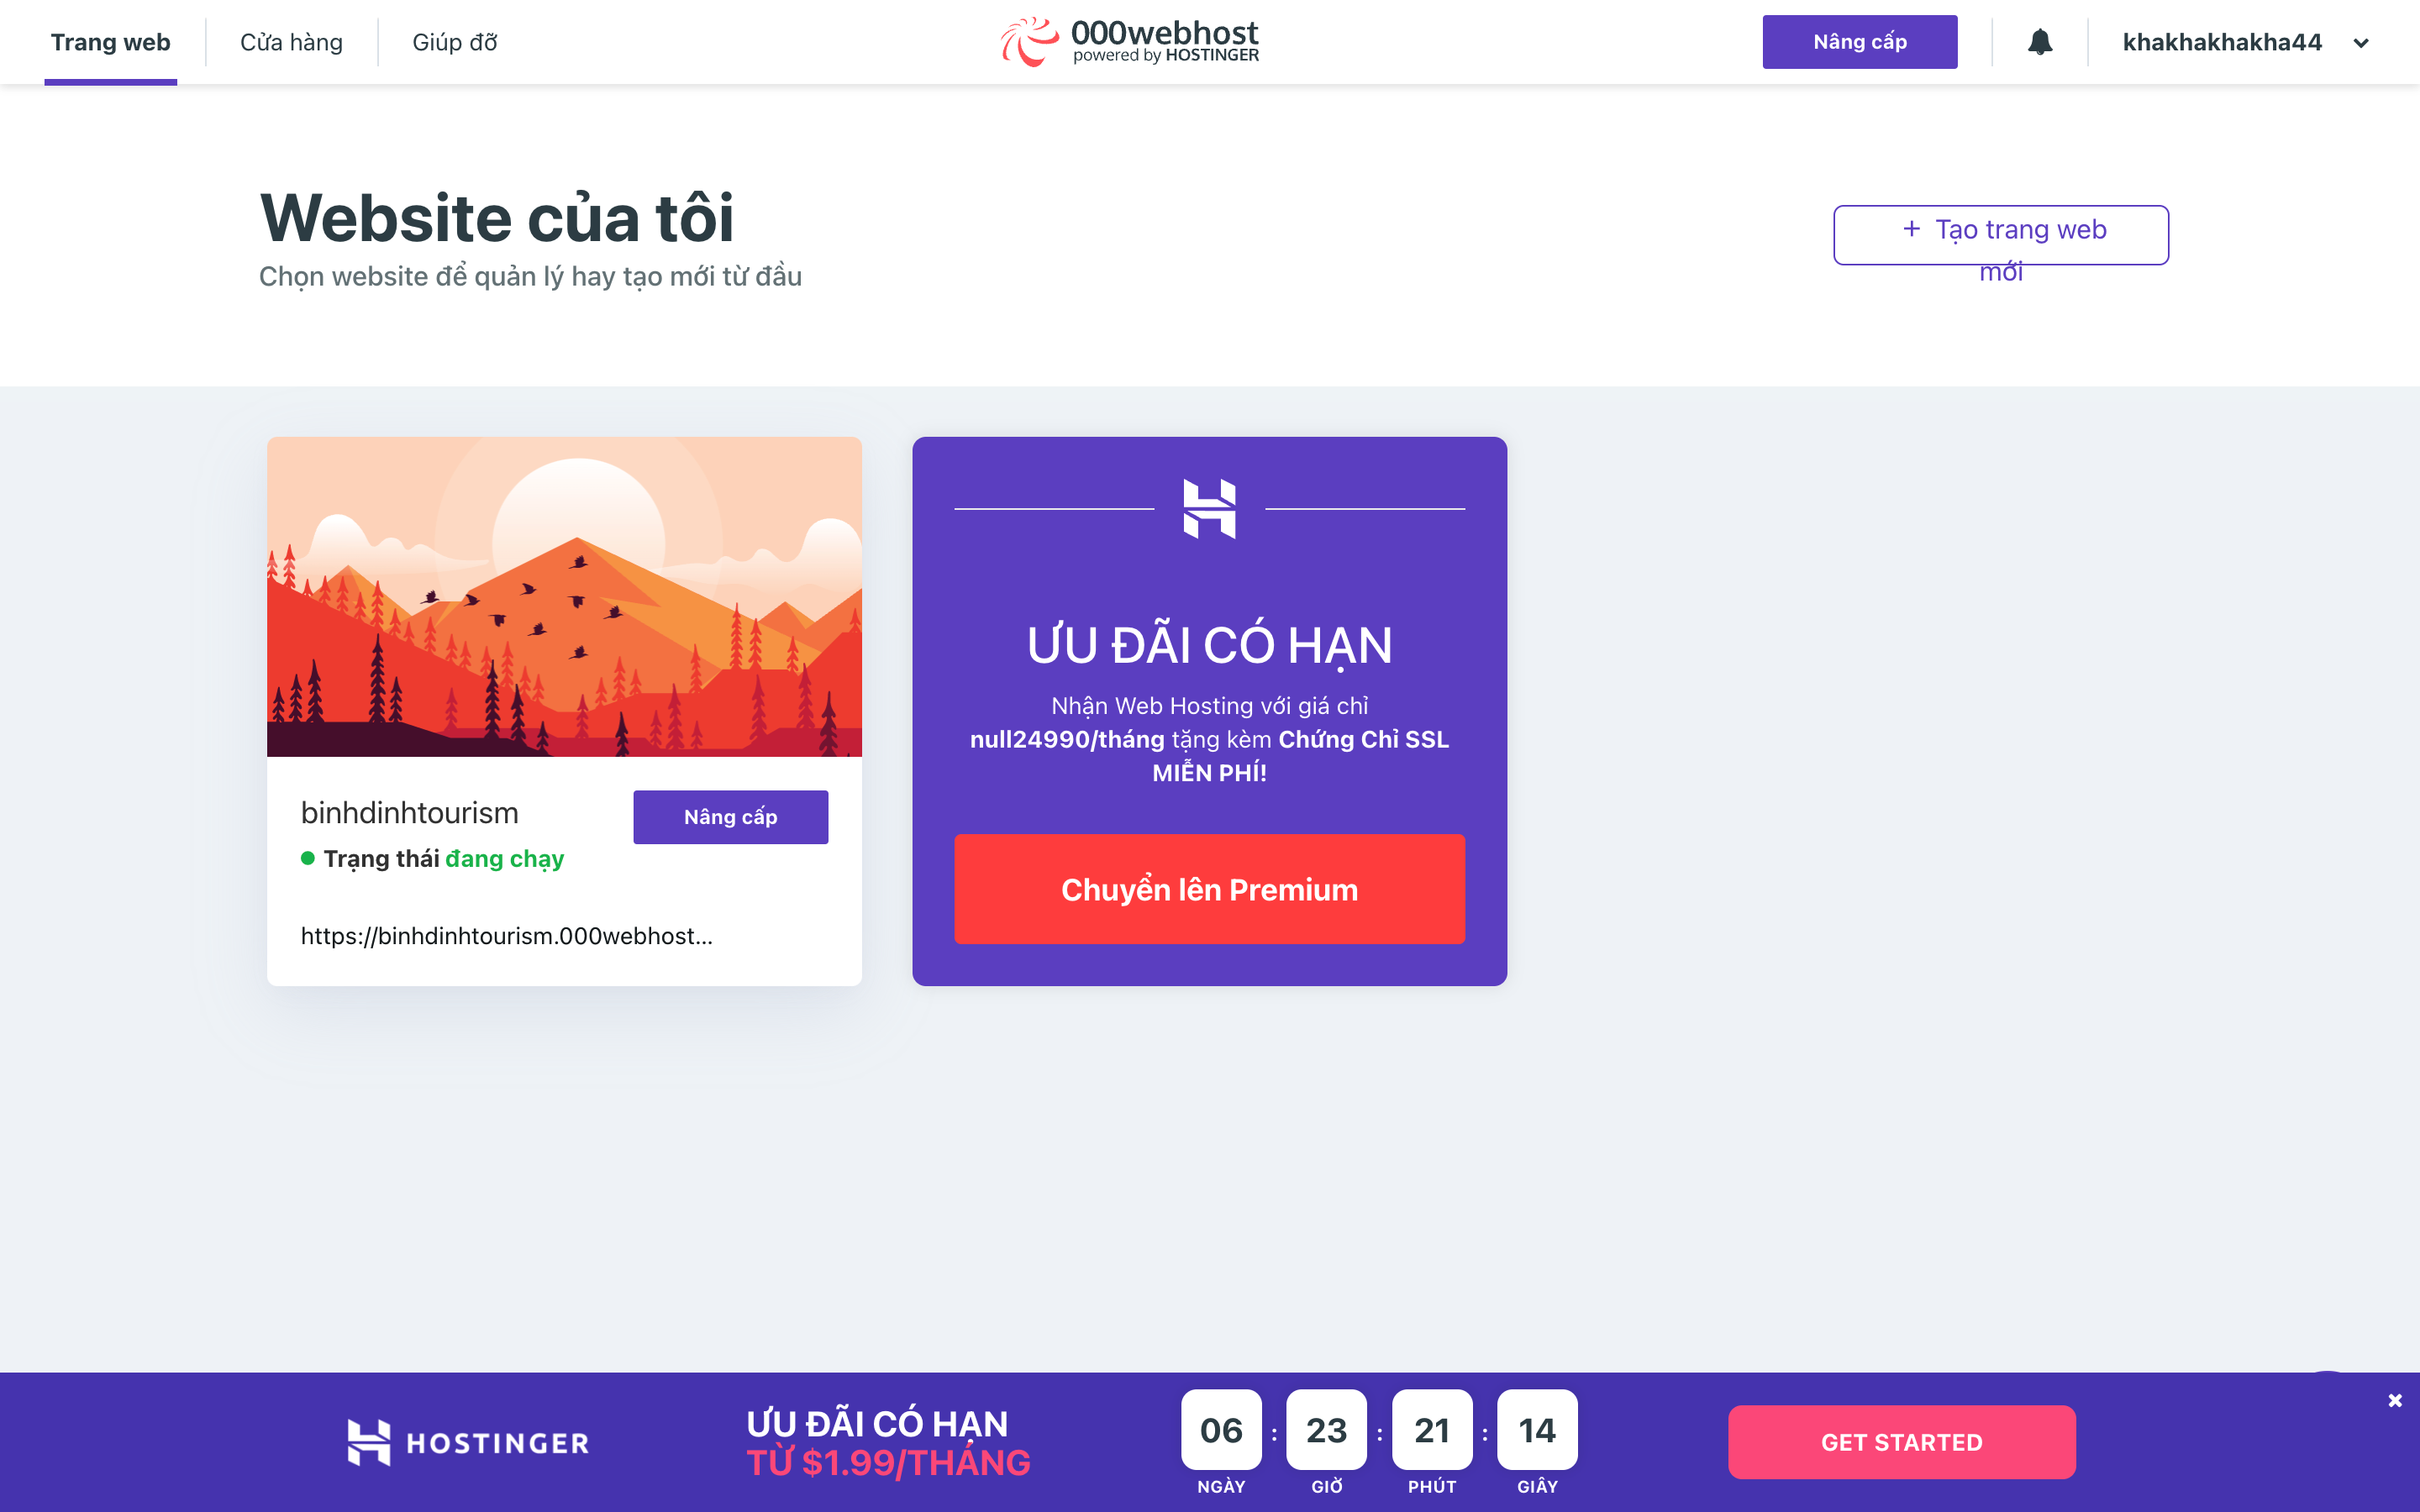 Trang web
Cửa hàng
Giúp đỡ
000webhost
powered by HOSTINGER
Nâng cấp
khakhakhakha44
Website của tôi
Chọn website để quản lý hay tạo mới từ đầu
+ Tạo trang web
mới
binhdinhtourism
Nâng cấp
Trạng thái đang chạy
https://binhdinhtourism.000webhost...
ƯU ĐÃI CÓ HẠN
Nhận Web Hosting với giá chỉ
null24990/tháng tặng kèm Chứng Chỉ SSL
MIỄN PHÍ!
Chuyển lên Premium
HOSTINGER
ƯU ĐÃI CÓ HẠN
TỪ $1.99/THÁNG
06 : 23 : 21 : 14
NGÀY GIỜ PHÚT GIÂY
GET STARTED